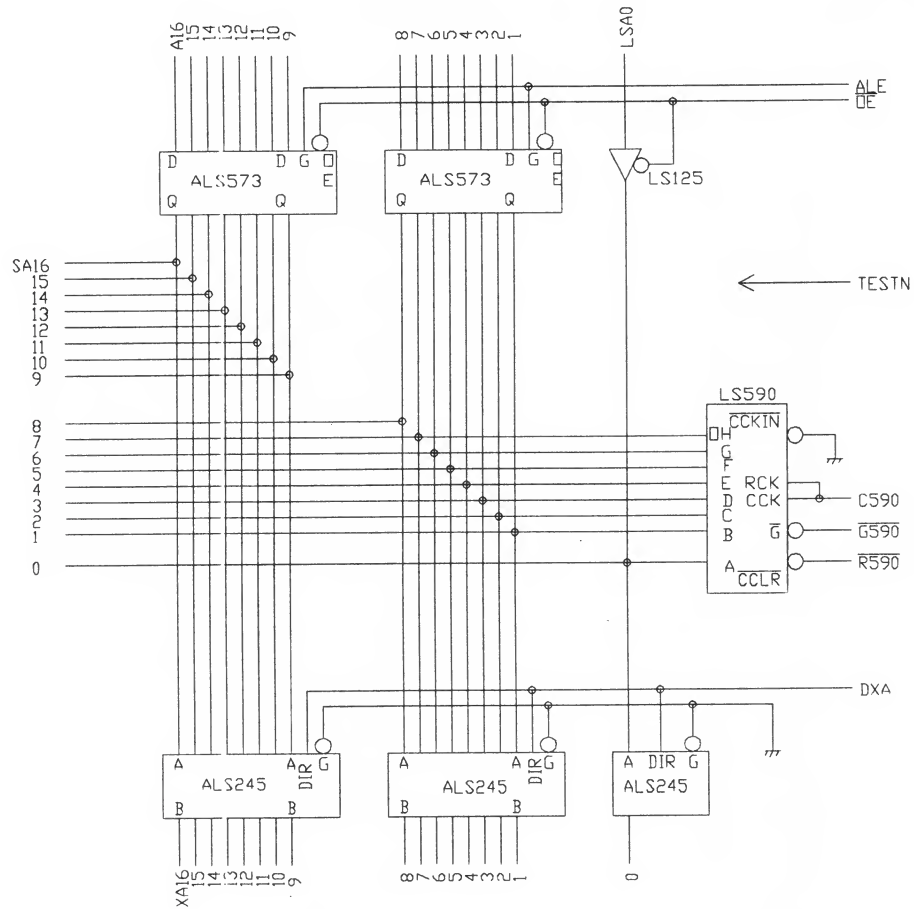 A16 15 14 13 12 11 10 9
8 7 6 5 4 3 2 1
LSA0
ALE
OE
D D G OE
ALS573
Q Q
D D G OE
ALS573
Q Q
LS125
SA16
15
14
13
12
11
10
9
TESTN
LS590
8
7
6
5
4
3
2
1
0
QH CCKIN
G
F
E RCK
D CCK
C
B G
A CCLR
C590
G590
R590
DXA
A A DIR G
ALS245
B B
A A DIR G
ALS245
B B
A DIR G
ALS245
XA16 15 14 13 12 11 10 9
8 7 6 5 4 3 2 1
0